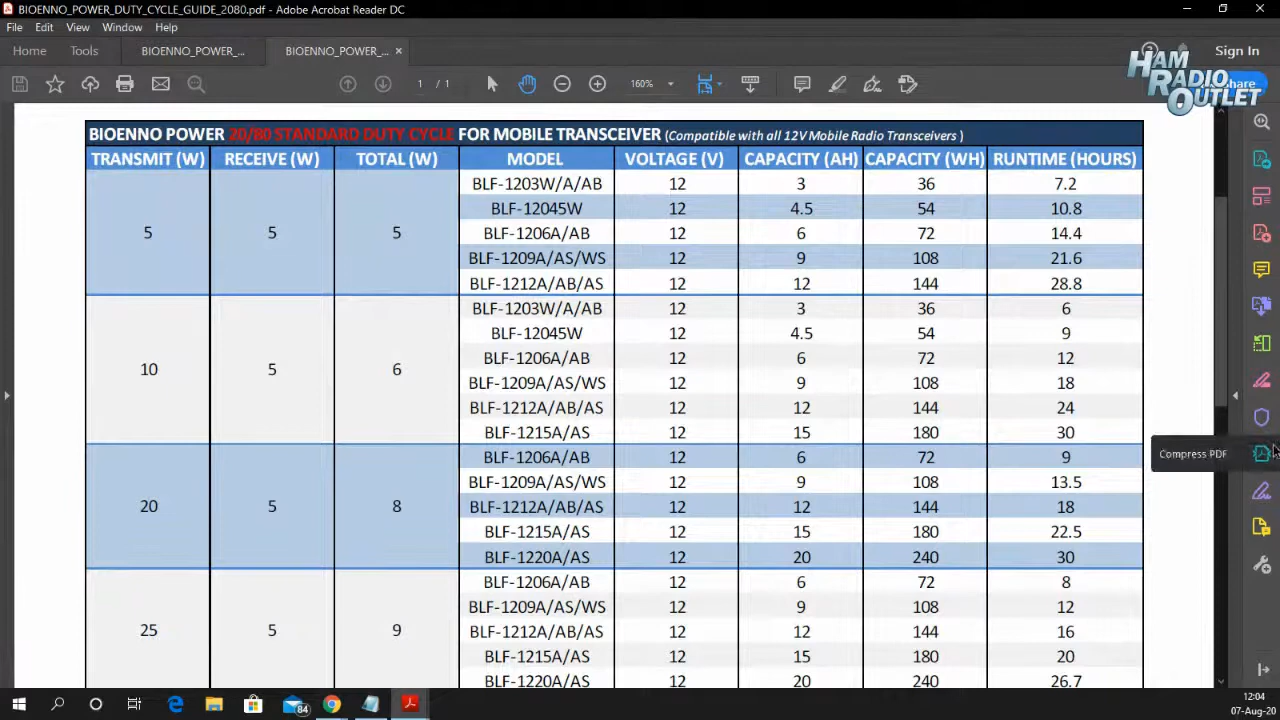 BIOENNO_POWER_DUTY_CYCLE_GUIDE_2080.pdf - Adobe Acrobat Reader DC
File Edit View Window Help
Home Tools BIOENNO_POWER_... BIOENNO_POWER_... × Sign In
1 / 1 160% Share
HAM
RADIO
OUTLET
BIOENNO POWER 20/80 STANDARD DUTY CYCLE FOR MOBILE TRANSCEIVER (Compatible with all 12V Mobile Radio Transceivers )
TRANSMIT (W) RECEIVE (W) TOTAL (W) MODEL VOLTAGE (V) CAPACITY (AH) CAPACITY (WH) RUNTIME (HOURS)
BLF-1203W/A/AB 12 3 36 7.2
BLF-12045W 12 4.5 54 10.8
5 5 5 BLF-1206A/AB 12 6 72 14.4
BLF-1209A/AS/WS 12 9 108 21.6
BLF-1212A/AB/AS 12 12 144 28.8
BLF-1203W/A/AB 12 3 36 6
BLF-12045W 12 4.5 54 9
10 5 6 BLF-1206A/AB 12 6 72 12
BLF-1209A/AS/WS 12 9 108 18
BLF-1212A/AB/AS 12 12 144 24
BLF-1215A/AS 12 15 180 30
BLF-1206A/AB 12 6 72 9
BLF-1209A/AS/WS 12 9 108 13.5
20 5 8 BLF-1212A/AB/AS 12 12 144 18
BLF-1215A/AS 12 15 180 22.5
BLF-1220A/AS 12 20 240 30
BLF-1206A/AB 12 6 72 8
BLF-1209A/AS/WS 12 9 108 12
25 5 9 BLF-1212A/AB/AS 12 12 144 16
BLF-1215A/AS 12 15 180 20
BLF-1220A/AS 12 20 240 26.7
Compress PDF
84
12:04
07-Aug-20